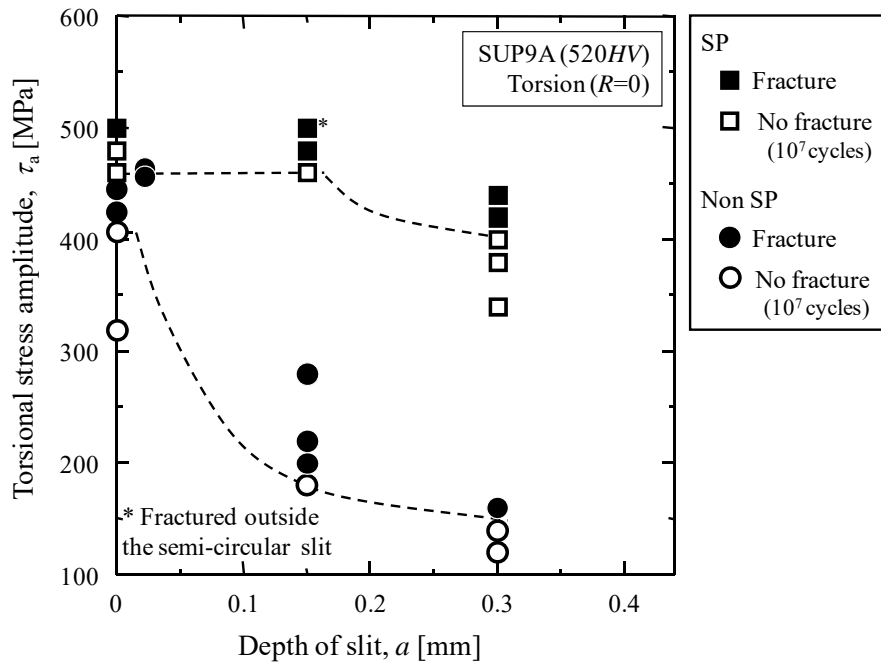 600
500
400
300
200
100
0
0.1
0.2
0.3
0.4
Torsional stress amplitude, τa [MPa]
Depth of slit, a [mm]
SUP9A (520HV)
Torsion (R=0)
*
* Fractured outside
the semi-circular slit
SP
Fracture
No fracture
(10⁷ cycles)
Non SP
Fracture
No fracture
(10⁷ cycles)